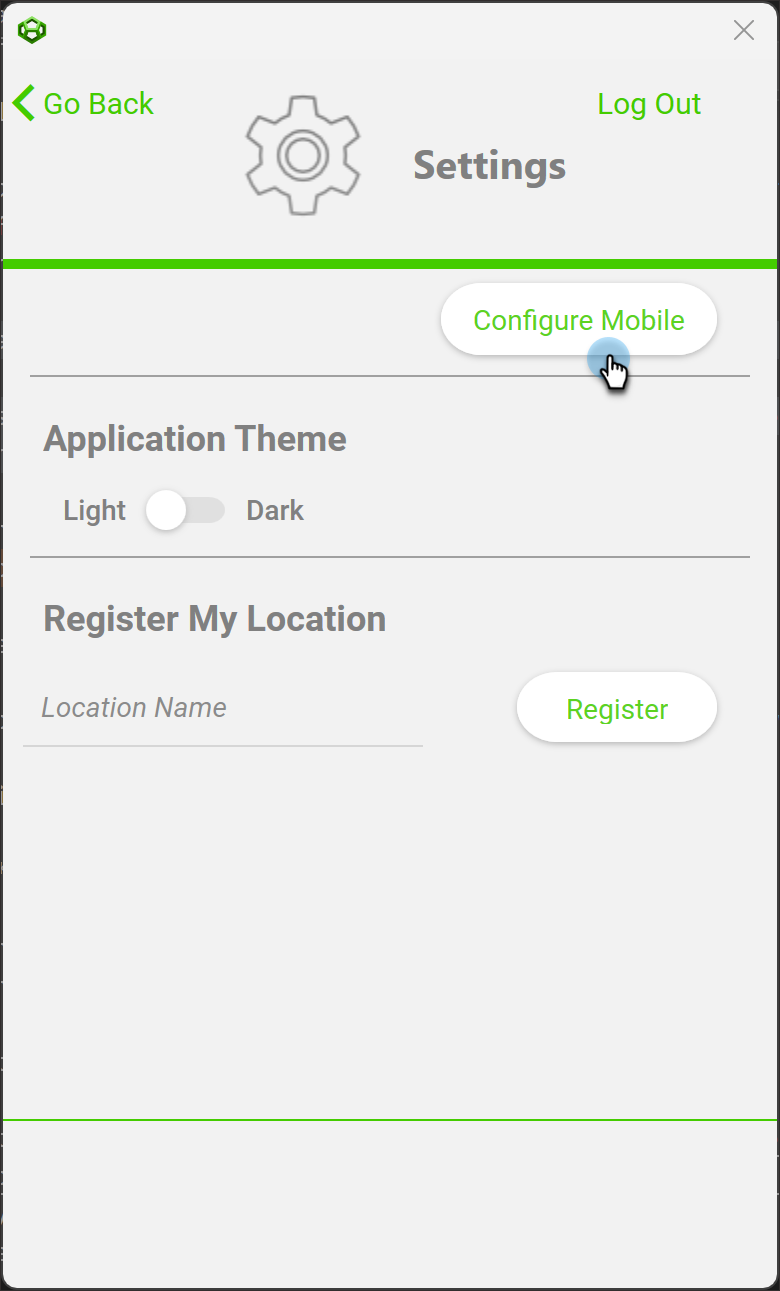 Go Back
Log Out
Settings
Configure Mobile
Application Theme
Light Dark
Register My Location
Location Name
Register